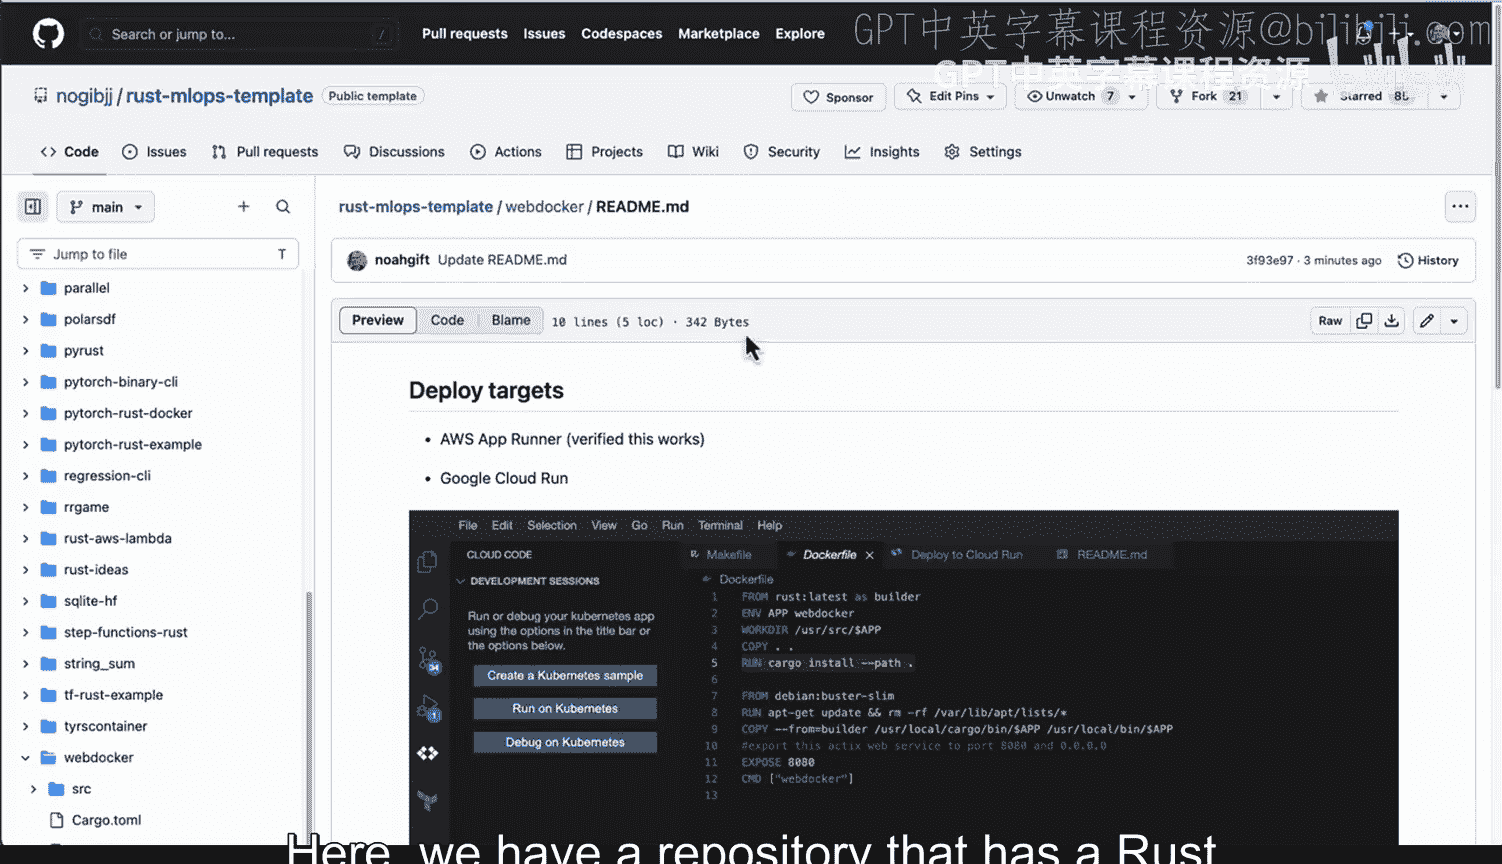 Search or jump to... /
Pull requests Issues Codespaces Marketplace Explore
GPT中英字幕课程资源@bilibili.com
GPT中英字幕课程资源
nogibjj / rust-mlops-template Public template
Sponsor Edit Pins Unwatch 7 Fork 21 Starred
Code Issues Pull requests Discussions Actions Projects Wiki Security Insights Settings
main
rust-mlops-template / webdocker / README.md
Jump to file T
noahgift Update README.md
3f93e97 · 3 minutes ago History
Preview Code Blame 10 lines (5 loc) · 342 Bytes
Raw
parallel
polarsdf
pyrust
pytorch-binary-cli
pytorch-rust-docker
pytorch-rust-example
regression-cli
rrgame
rust-aws-lambda
rust-ideas
sqlite-hf
step-functions-rust
string_sum
tf-rust-example
tyrscontainer
webdocker
src
Cargo.toml
Deploy targets
• AWS App Runner (verified this works)
• Google Cloud Run
File Edit Selection View Go Run Terminal Help
CLOUD CODE
DEVELOPMENT SESSIONS
Run or debug your kubernetes app
using the options in the title bar or
the options below.
Create a Kubernetes sample
Run on Kubernetes
Debug on Kubernetes
34
1
Makefile Dockerfile Deploy to Cloud Run README.md
Dockerfile
1 FROM rust:latest as builder
2 ENV APP webdocker
3 WORKDIR /usr/src/$APP
4 COPY . .
5 RUN cargo install --path .
6
7 FROM debian:buster-slim
8 RUN apt-get update && rm -rf /var/lib/apt/lists/*
9 COPY --from=builder /usr/local/cargo/bin/$APP /usr/local/bin/$APP
10 #export this actix web service to port 8080 and 0.0.0.0
11 EXPOSE 8080
12 CMD ["webdocker"]
13
Here, we have a repository that has a Rust